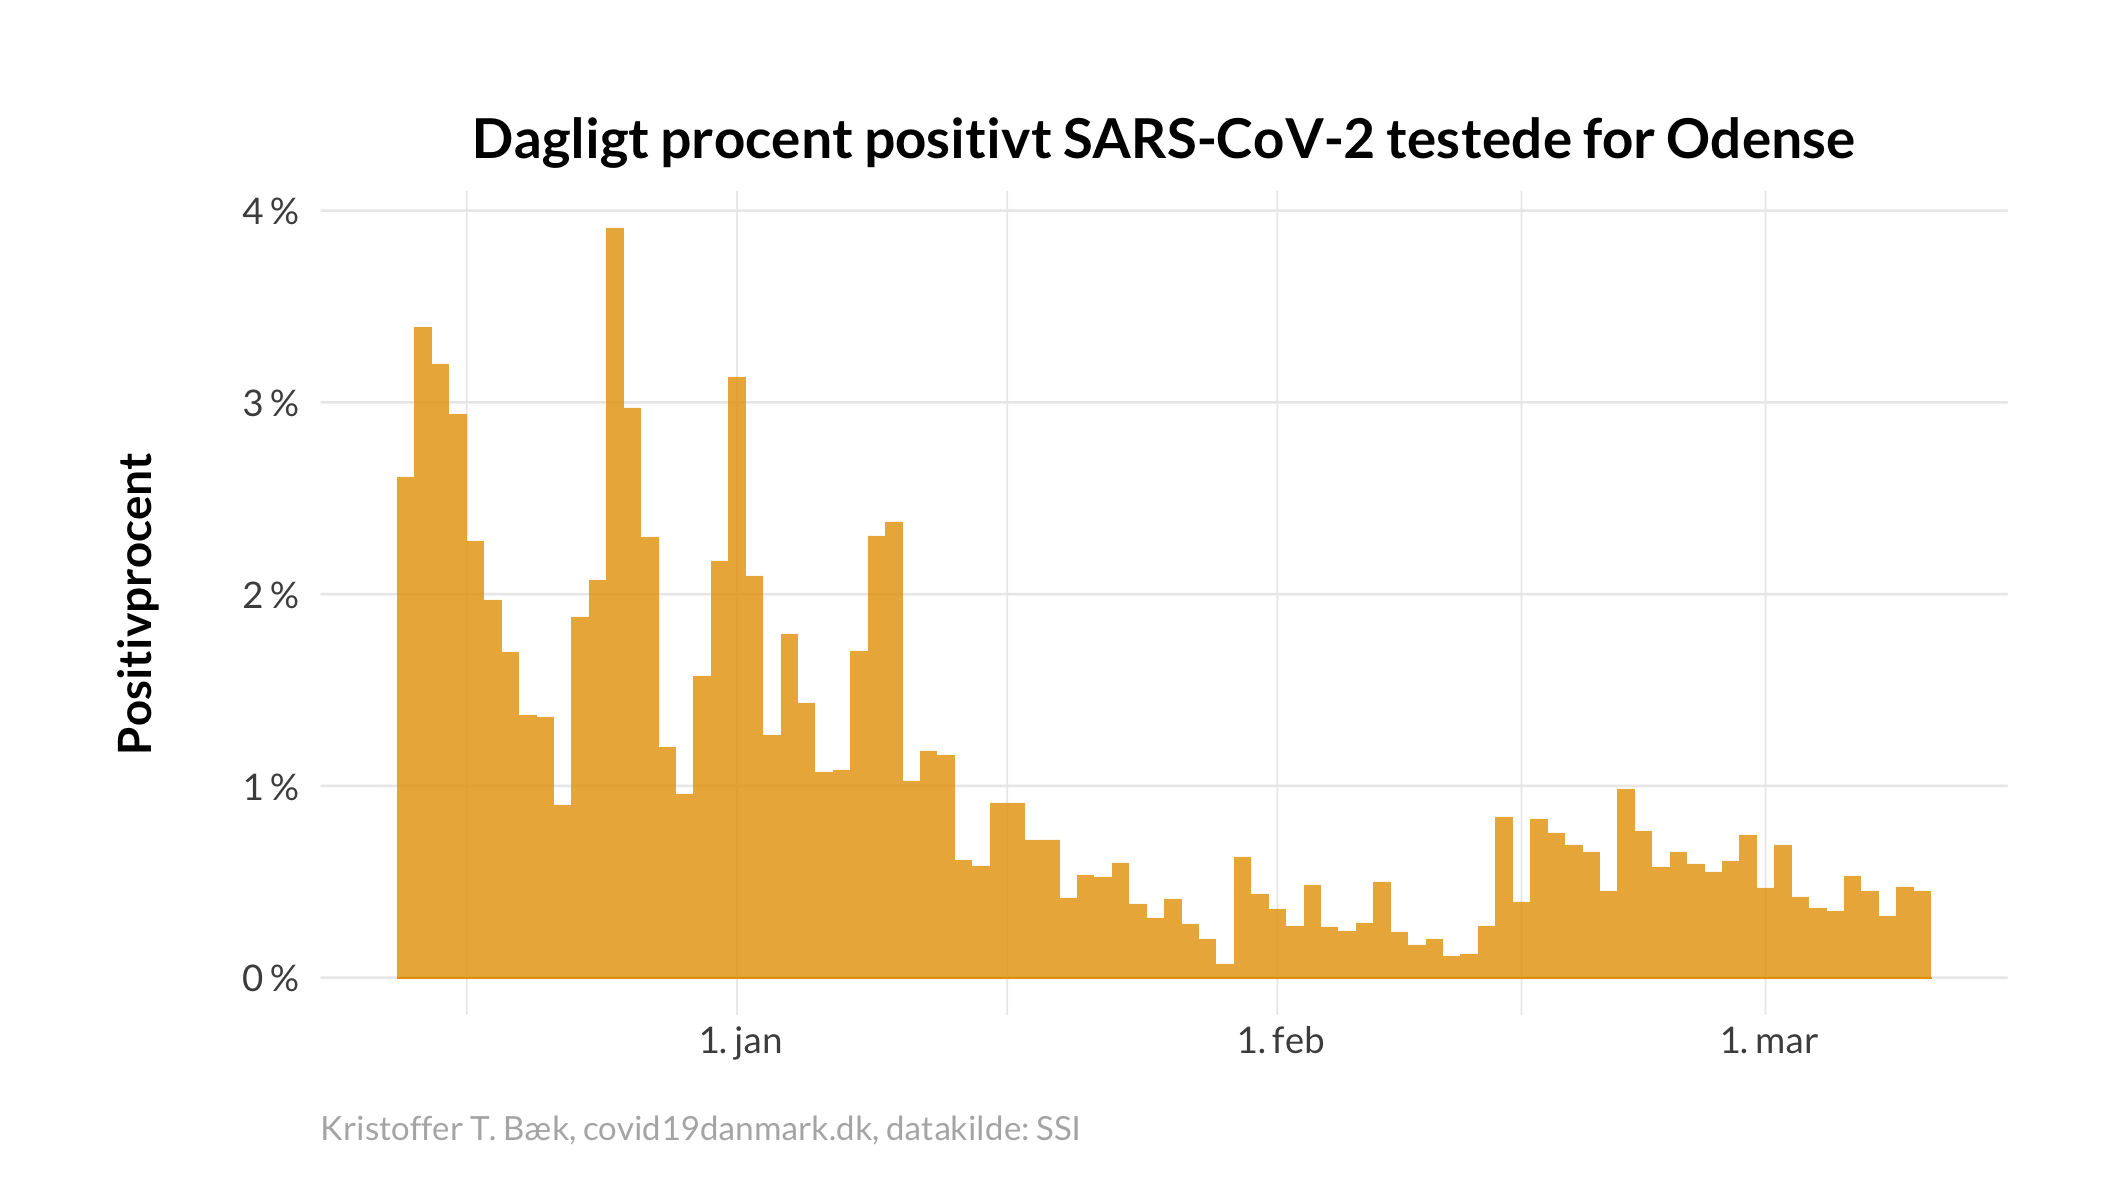 Dagligt procent positivt SARS-CoV-2 testede for Odense
Positivprocent
4 %
3 %
2 %
1 %
0 %
1. jan
1. feb
1. mar
Kristoffer T. Bæk, covid19danmark.dk, datakilde: SSI